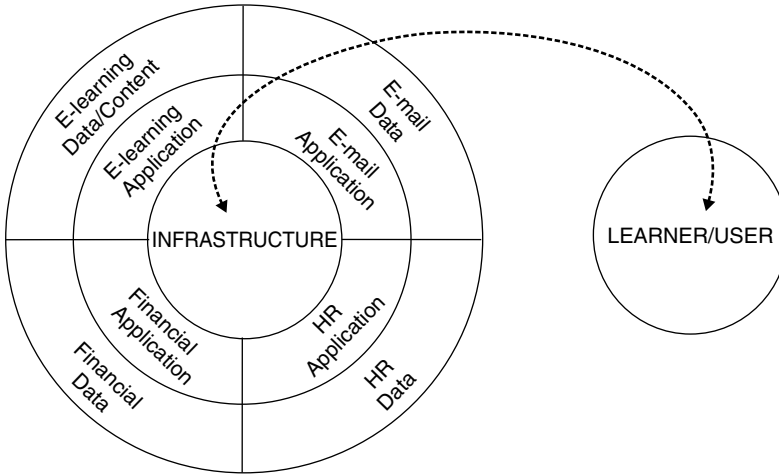 E-learning
Data/Content
E-learning
Application
E-mail
Data
E-mail
Application
INFRASTRUCTURE
LEARNER/USER
Financial
Application
Financial
Data
HR
Application
HR
Data